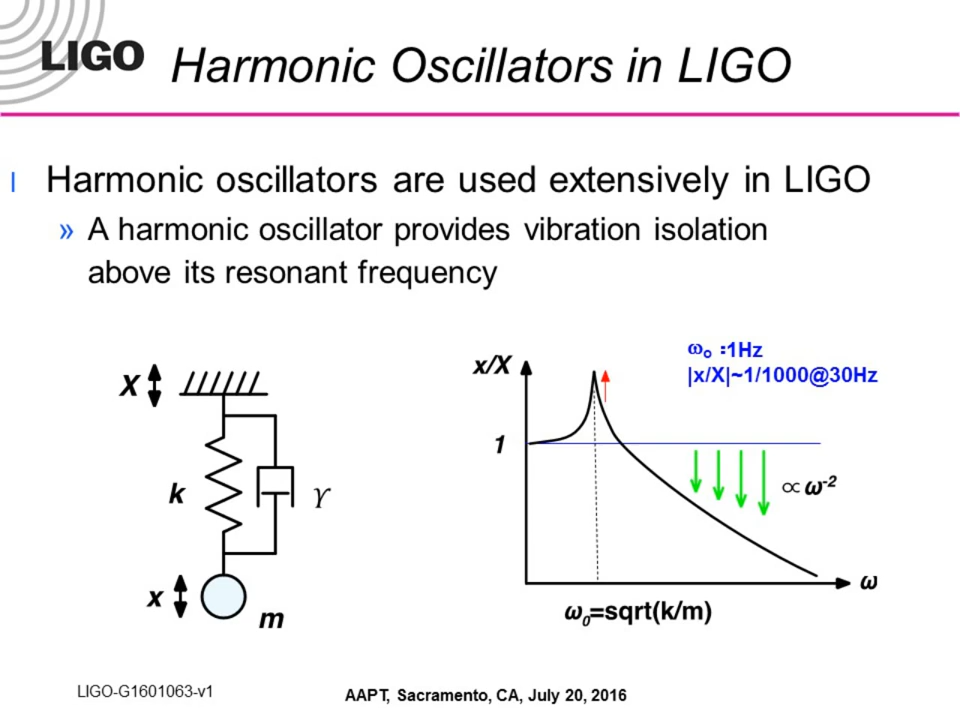 LIGO
Harmonic Oscillators in LIGO
l Harmonic oscillators are used extensively in LIGO
» A harmonic oscillator provides vibration isolation
above its resonant frequency
X
k
γ
x
m
x/X
1
ω₀ :1Hz
|x/X|~1/1000@30Hz
∝ ω⁻²
ω
ω₀=sqrt(k/m)
LIGO-G1601063-v1
AAPT, Sacramento, CA, July 20, 2016